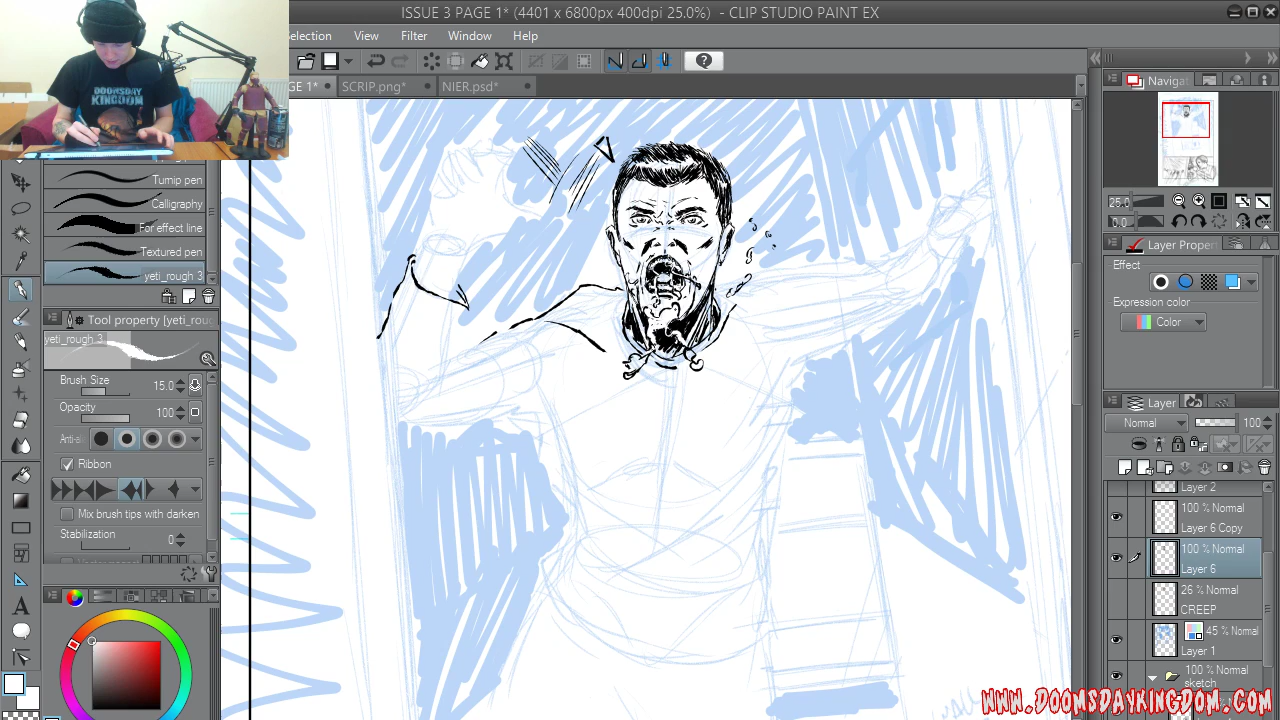 ISSUE 3 PAGE 1* (4401 x 6800px 400dpi 25.0%) - CLIP STUDIO PAINT EX
election View Filter Window Help
GE 1* SCRIP.png* NIER.psd*
DOOMSDAY
KINGDOM
Navigat
Turnip pen
Calligraphy
For effect line
Textured pen
yeti_rough 3
Tool property [yeti_roug
yeti_rough 3
Brush Size 15.0
Opacity 100
Anti-al
Ribbon
Mix brush tips with darken
Stabilization 0
25.0
0.0
Layer Proper
Effect
Expression color
Color
Layer
Normal 100
Layer 2
100 % Normal
Layer 6 Copy
100 % Normal
Layer 6
26 % Normal
CREEP
45 % Normal
Layer 1
100 % Normal
sketch
WWW.DOOMSDAYKINGDOM.COM